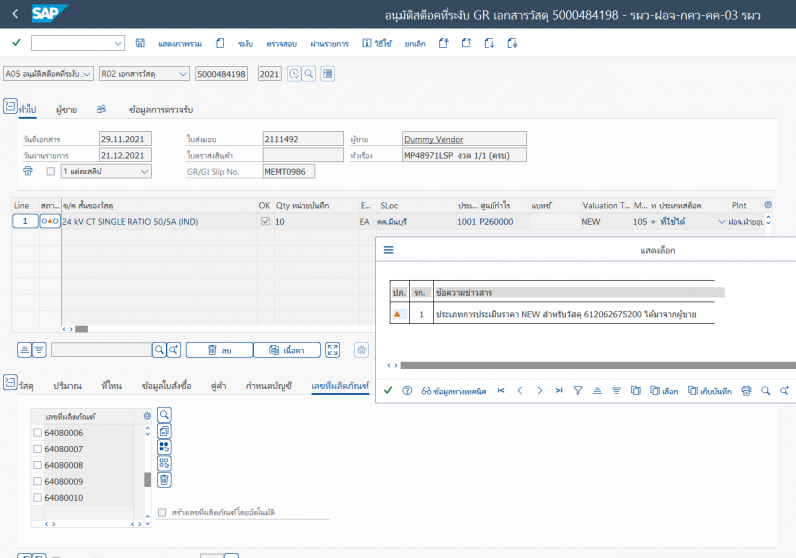 SAP อนุมัติสต็อคที่ระงับ GR เอกสารวัสดุ 5000484198 - รผว-ฝอจ-กคว-คค-03 รผว
แสดงภาพรวม ระงับ ตรวจสอบ ผ่านรายการ วิธีใช้ ยกเลิก
A05 อนุมัติสต็อคที่ระงับ.. R02 เอกสารวัสดุ 5000484198 2021
ทั่วไป ผู้ขาย ข้อมูลการตรวจรับ
วันที่เอกสาร 29.11.2021 ใบส่งมอบ 2111492 ผู้ขาย Dummy Vendor
วันผ่านรายการ 21.12.2021 ใบตราส่งสินค้า หัวเรื่อง MP48971LSP งวด 1/1 (ครบ)
1 แต่ละสลิป GR/GI Slip No. MEMT0986
Line สถา... ข/ค สั้นของวัสดุ OK Qty หน่วยบันทึก E... SLoc ประเ... ศูนย์กำไร แบทช์ Valuation T... M... ท ประเภทสต็อค Plnt
1 24 kV CT SINGLE RATIO 50/5A (IND) 10 EA คค.มีนบุรี 1001 P260000 NEW 105 + ที่ใช้ได้ ฝอจ.ฝ่ายอุ
แสดงล็อก
ปภ. รก. ข้อความข่าวสาร
1 ประเภทการประเมินราคา NEW สำหรับวัสดุ 612062675200 ได้มาจากผู้ขาย
ลบ เนื้อหา
ข้อมูลทางเทคนิค เลือก เก็บบันทึก
วัสดุ ปริมาณ ที่ไหน ข้อมูลใบสั่งซื้อ คู่ค้า กำหนดบัญชี เลขที่ผลิตภัณฑ์
เลขที่ผลิตภัณฑ์
64080006
64080007
64080008
64080009
64080010
สร้างเลขที่ผลิตภัณฑ์โดยอัตโนมัติ